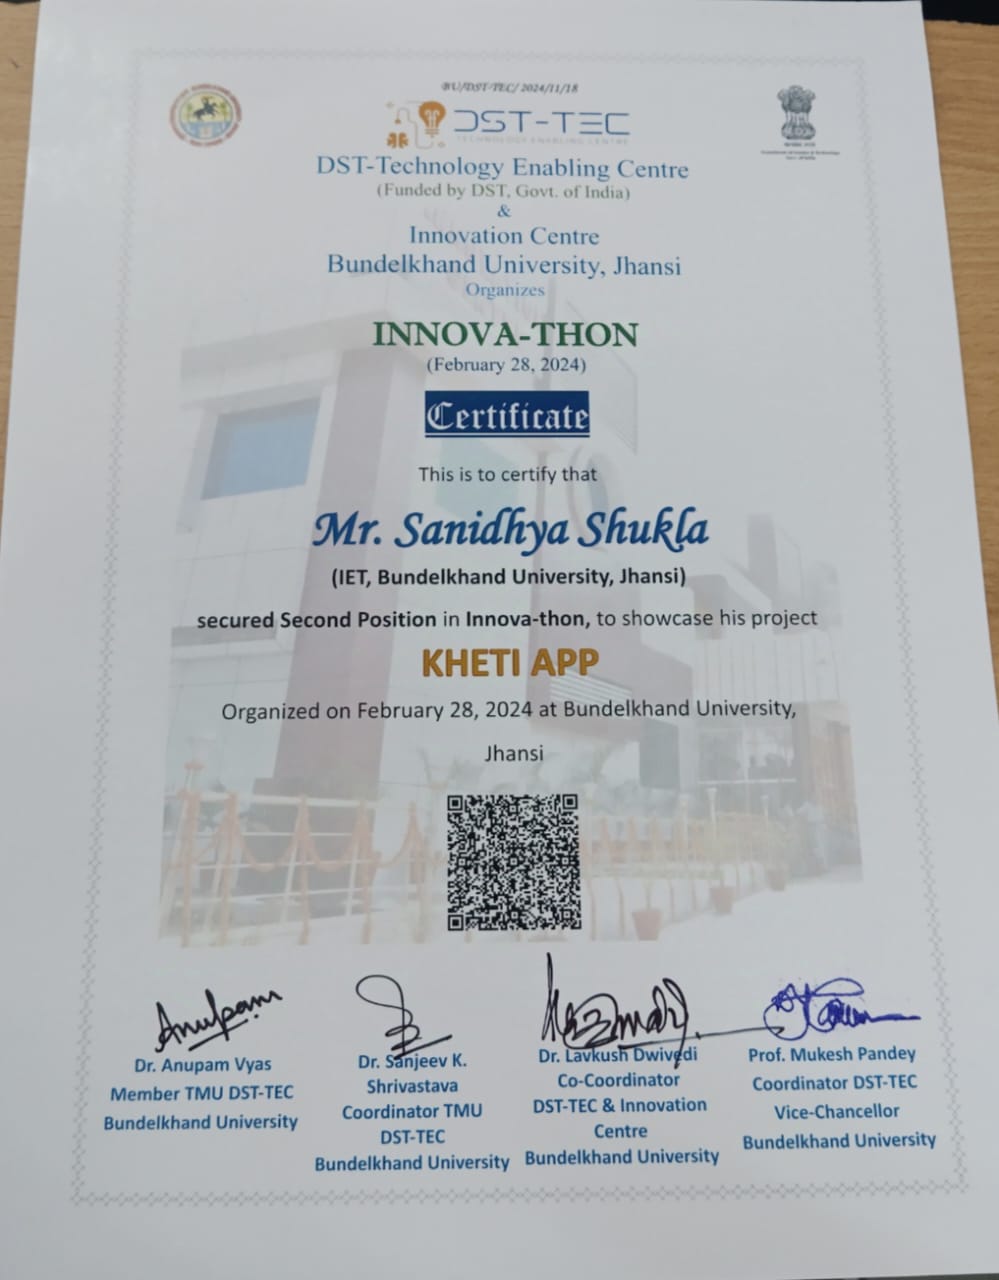 BU/DST-TEC/ 2024/11/18
DST-TEC
TECHNOLOGY ENABLING CENTRE
DST-Technology Enabling Centre
(Funded by DST, Govt. of India)
&
Innovation Centre
Bundelkhand University, Jhansi
Organizes
INNOVA-THON
(February 28, 2024)
Certificate
This is to certify that
Mr. Sanidhya Shukla
(IET, Bundelkhand University, Jhansi)
secured Second Position in Innova-thon, to showcase his project
KHETI APP
Organized on February 28, 2024 at Bundelkhand University,
Jhansi
Anupam
Dr. Anupam Vyas
Member TMU DST-TEC
Bundelkhand University
Dr. Sanjeev K.
Shrivastava
Coordinator TMU
DST-TEC
Bundelkhand University
Dr. Lavkush Dwivedi
Co-Coordinator
DST-TEC & Innovation
Centre
Bundelkhand University
Prof. Mukesh Pandey
Coordinator DST-TEC
Vice-Chancellor
Bundelkhand University